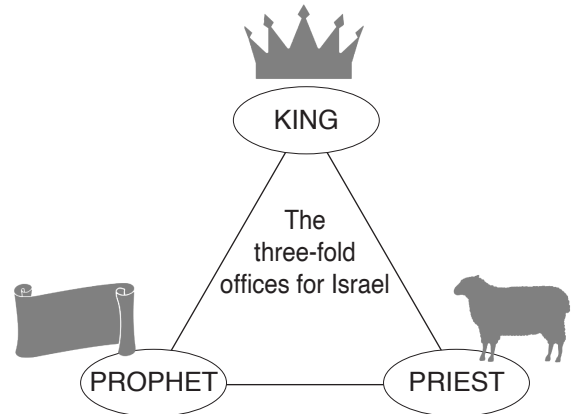 KING
The
three-fold
offices for Israel
PROPHET
PRIEST